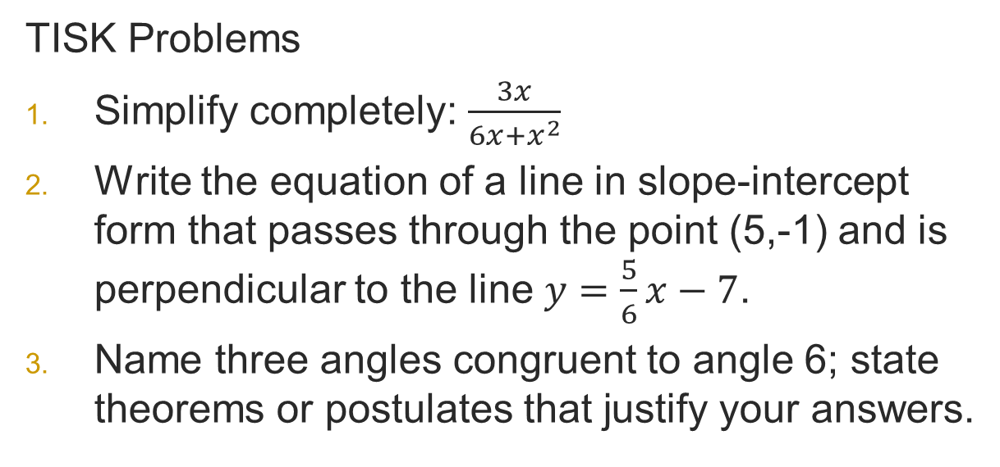 TISK Problems
1. Simplify completely: \frac{3x}{6x+x^2}
2. Write the equation of a line in slope-intercept
form that passes through the point (5,-1) and is
perpendicular to the line y = \frac{5}{6}x − 7.
3. Name three angles congruent to angle 6; state
theorems or postulates that justify your answers.